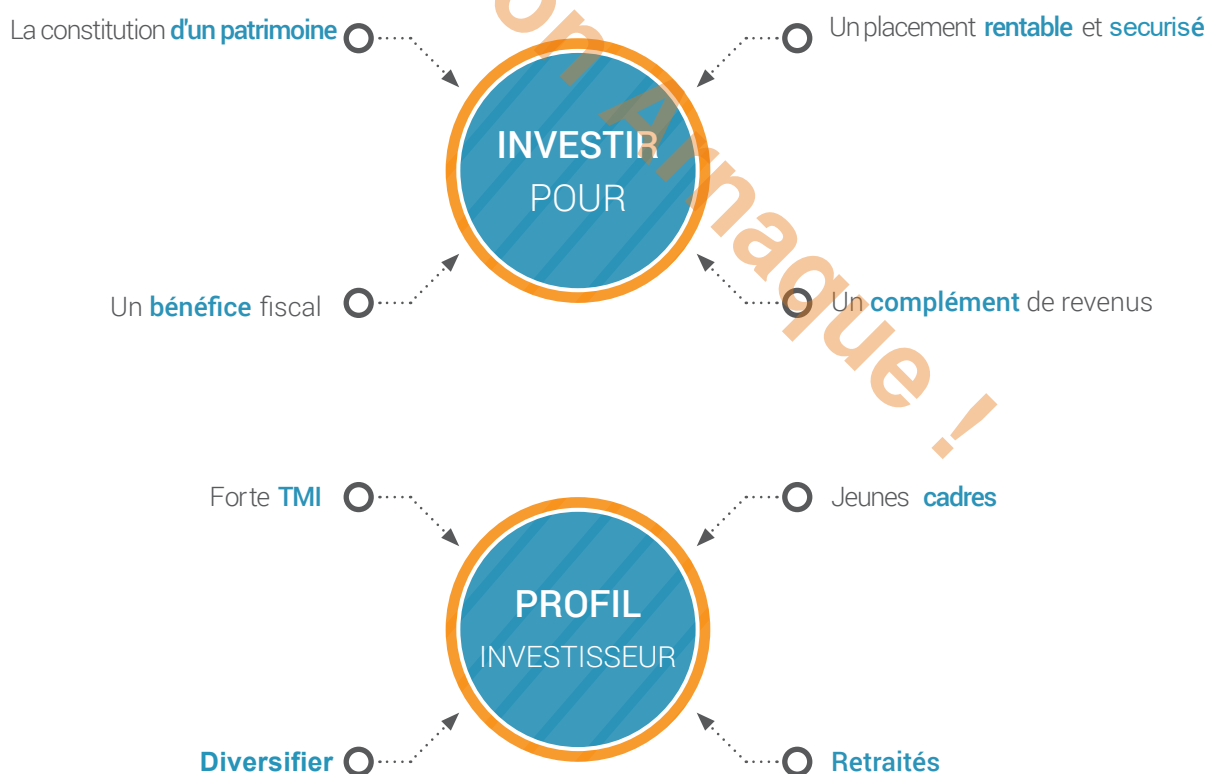 La constitution d'un patrimoine
Un placement rentable et securisé
INVESTIR
POUR
Un bénéfice fiscal
Un complément de revenus
on Arnaque !
Forte TMI
Jeunes cadres
PROFIL
INVESTISSEUR
Diversifier
Retraités